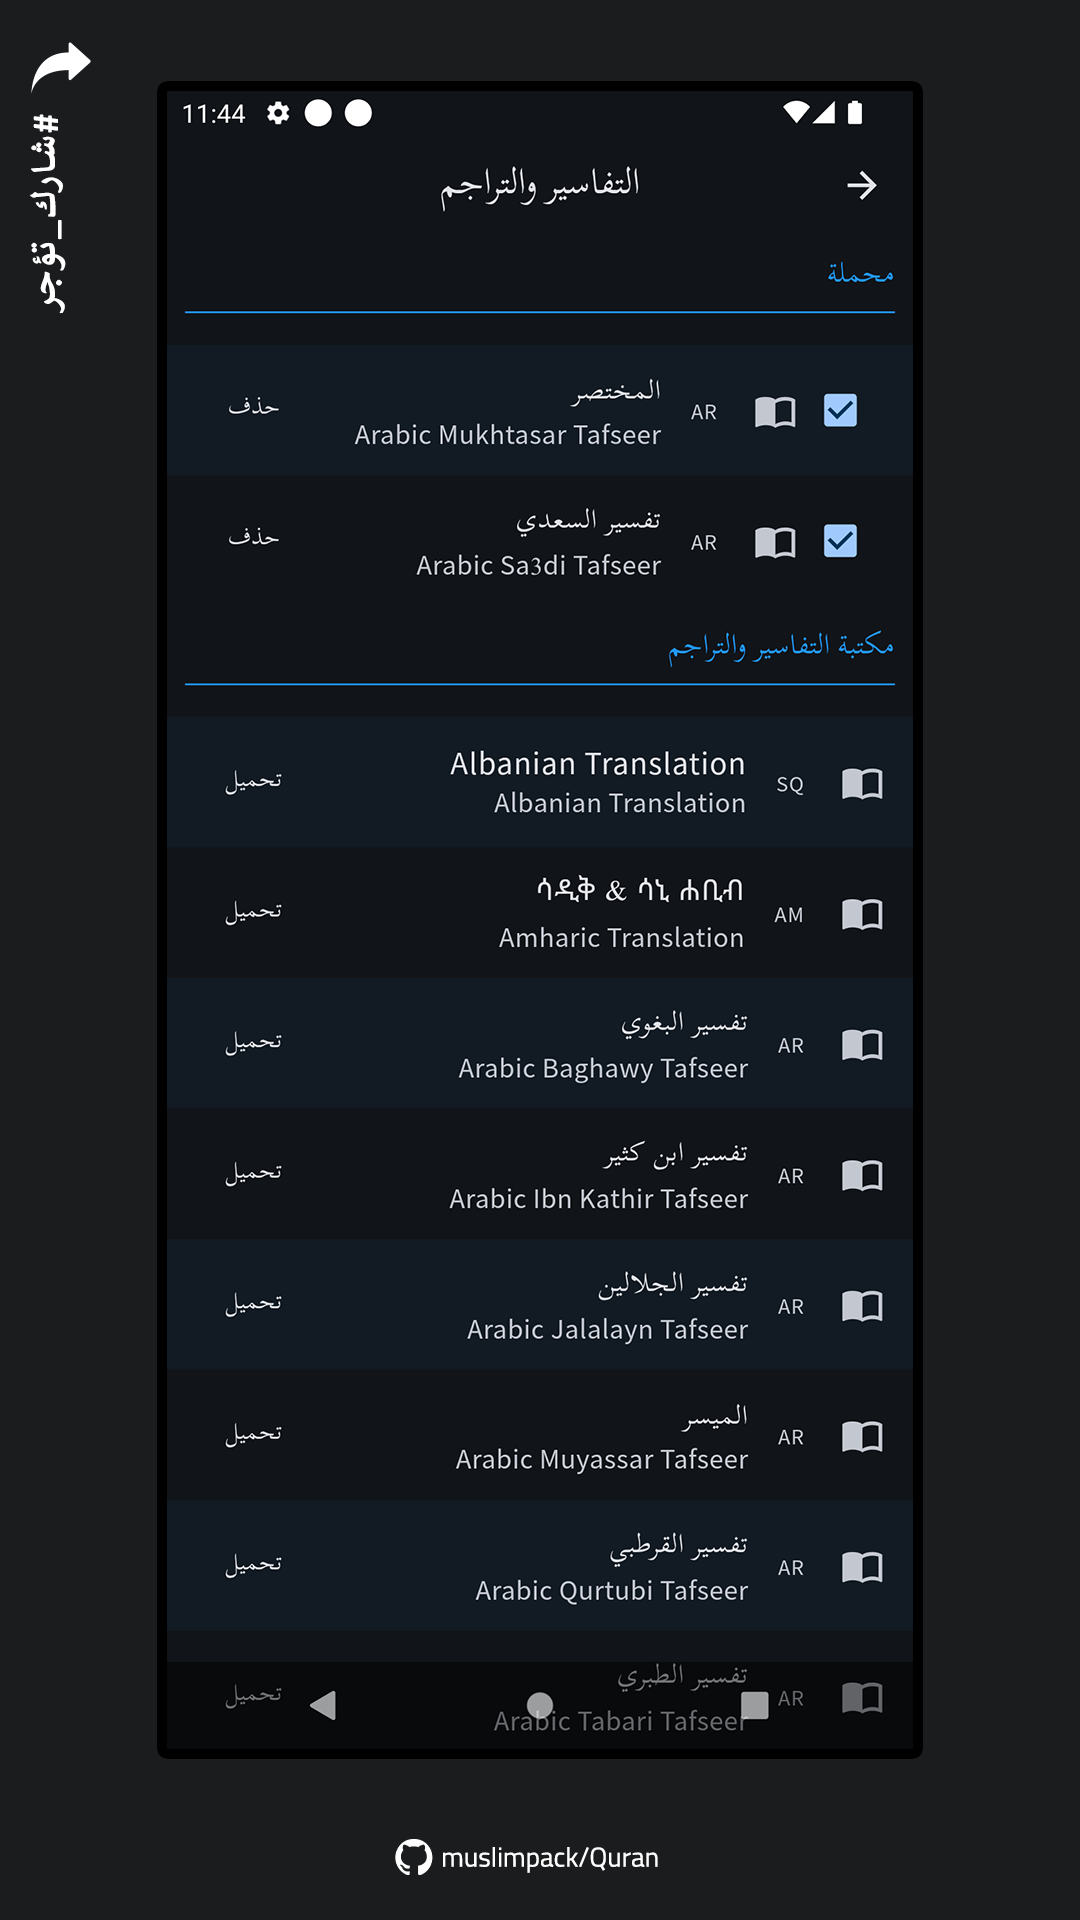 #شارك_تؤجر
11:44
التفاسير والتراجم
محملة
المختصر
Arabic Mukhtasar Tafseer
AR
حذف
تفسير السعدي
Arabic Sa3di Tafseer
AR
حذف
مكتبة التفاسير والتراجم
Albanian Translation
Albanian Translation
SQ
تحميل
ሳዲቅ & ሳኒ ሐቢብ
Amharic Translation
AM
تحميل
تفسير البغوي
Arabic Baghawy Tafseer
AR
تحميل
تفسير ابن كثير
Arabic Ibn Kathir Tafseer
AR
تحميل
تفسير الجلالين
Arabic Jalalayn Tafseer
AR
تحميل
الميسر
Arabic Muyassar Tafseer
AR
تحميل
تفسير القرطبي
Arabic Qurtubi Tafseer
AR
تحميل
تفسير الطبري
Arabic Tabari Tafseer
AR
تحميل
muslimpack/Quran